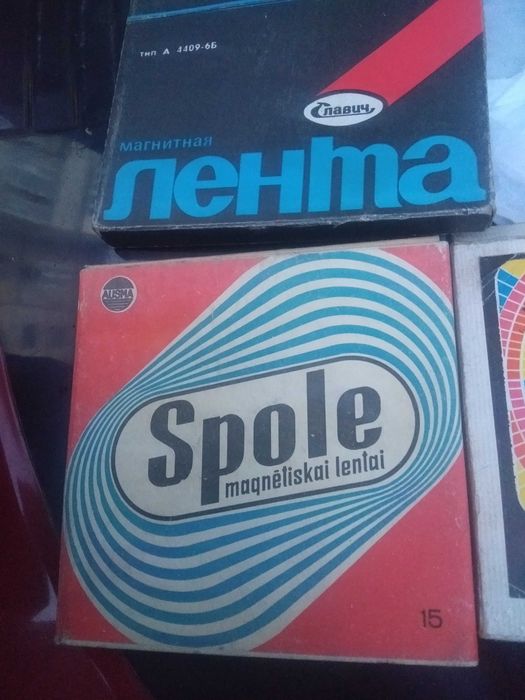 тип А 4409-6Б
Славич
магнитная
лента
AUSMA
Spole
magnētiskai lentai
15